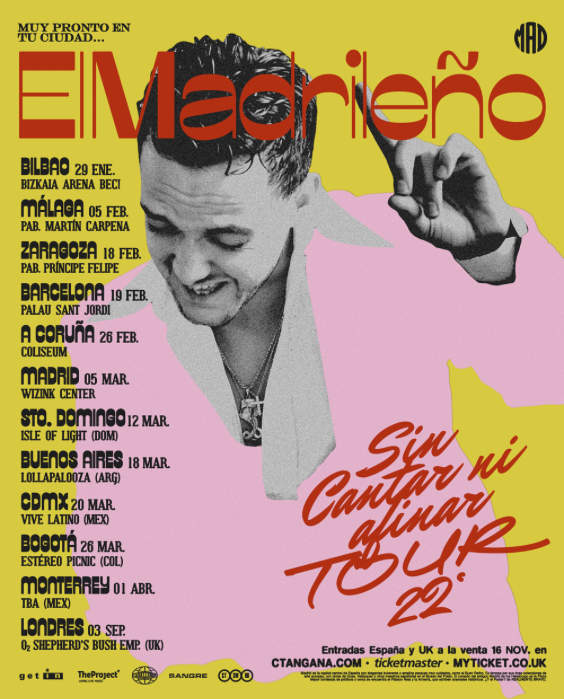 MUY PRONTO EN
TU CIUDAD...
MAD
El Madrileño
BILBAO 29 ENE.
BIZKAIA ARENA BEC!
MÁLAGA 05 FEB.
PAB. MARTÍN CARPENA
ZARAGOZA 18 FEB.
PAB. PRÍNCIPE FELIPE
BARCELONA 19 FEB.
PALAU SANT JORDI
A CORUÑA 26 FEB.
COLISEUM
MADRID 05 MAR.
WIZINK CENTER
STO. DOMINGO 12 MAR.
ISLE OF LIGHT (DOM)
BUENOS AIRES 18 MAR.
LOLLAPALOOZA (ARG)
CDMX 20 MAR.
VIVE LATINO (MEX)
BOGOTÁ 26 MAR.
ESTÉREO PICNIC (COL)
MONTERREY 01 ABR.
TBA (MEX)
LONDRES 03 SEP.
O2 SHEPHERD'S BUSH EMP. (UK)
Sin
Cantar ni
afinar
TOUR
22'
Entradas España y UK a la venta 16 NOV. en
CTANGANA.COM · ticketmaster · MYTICKET.CO.UK
get in
TheProject
SANGRE